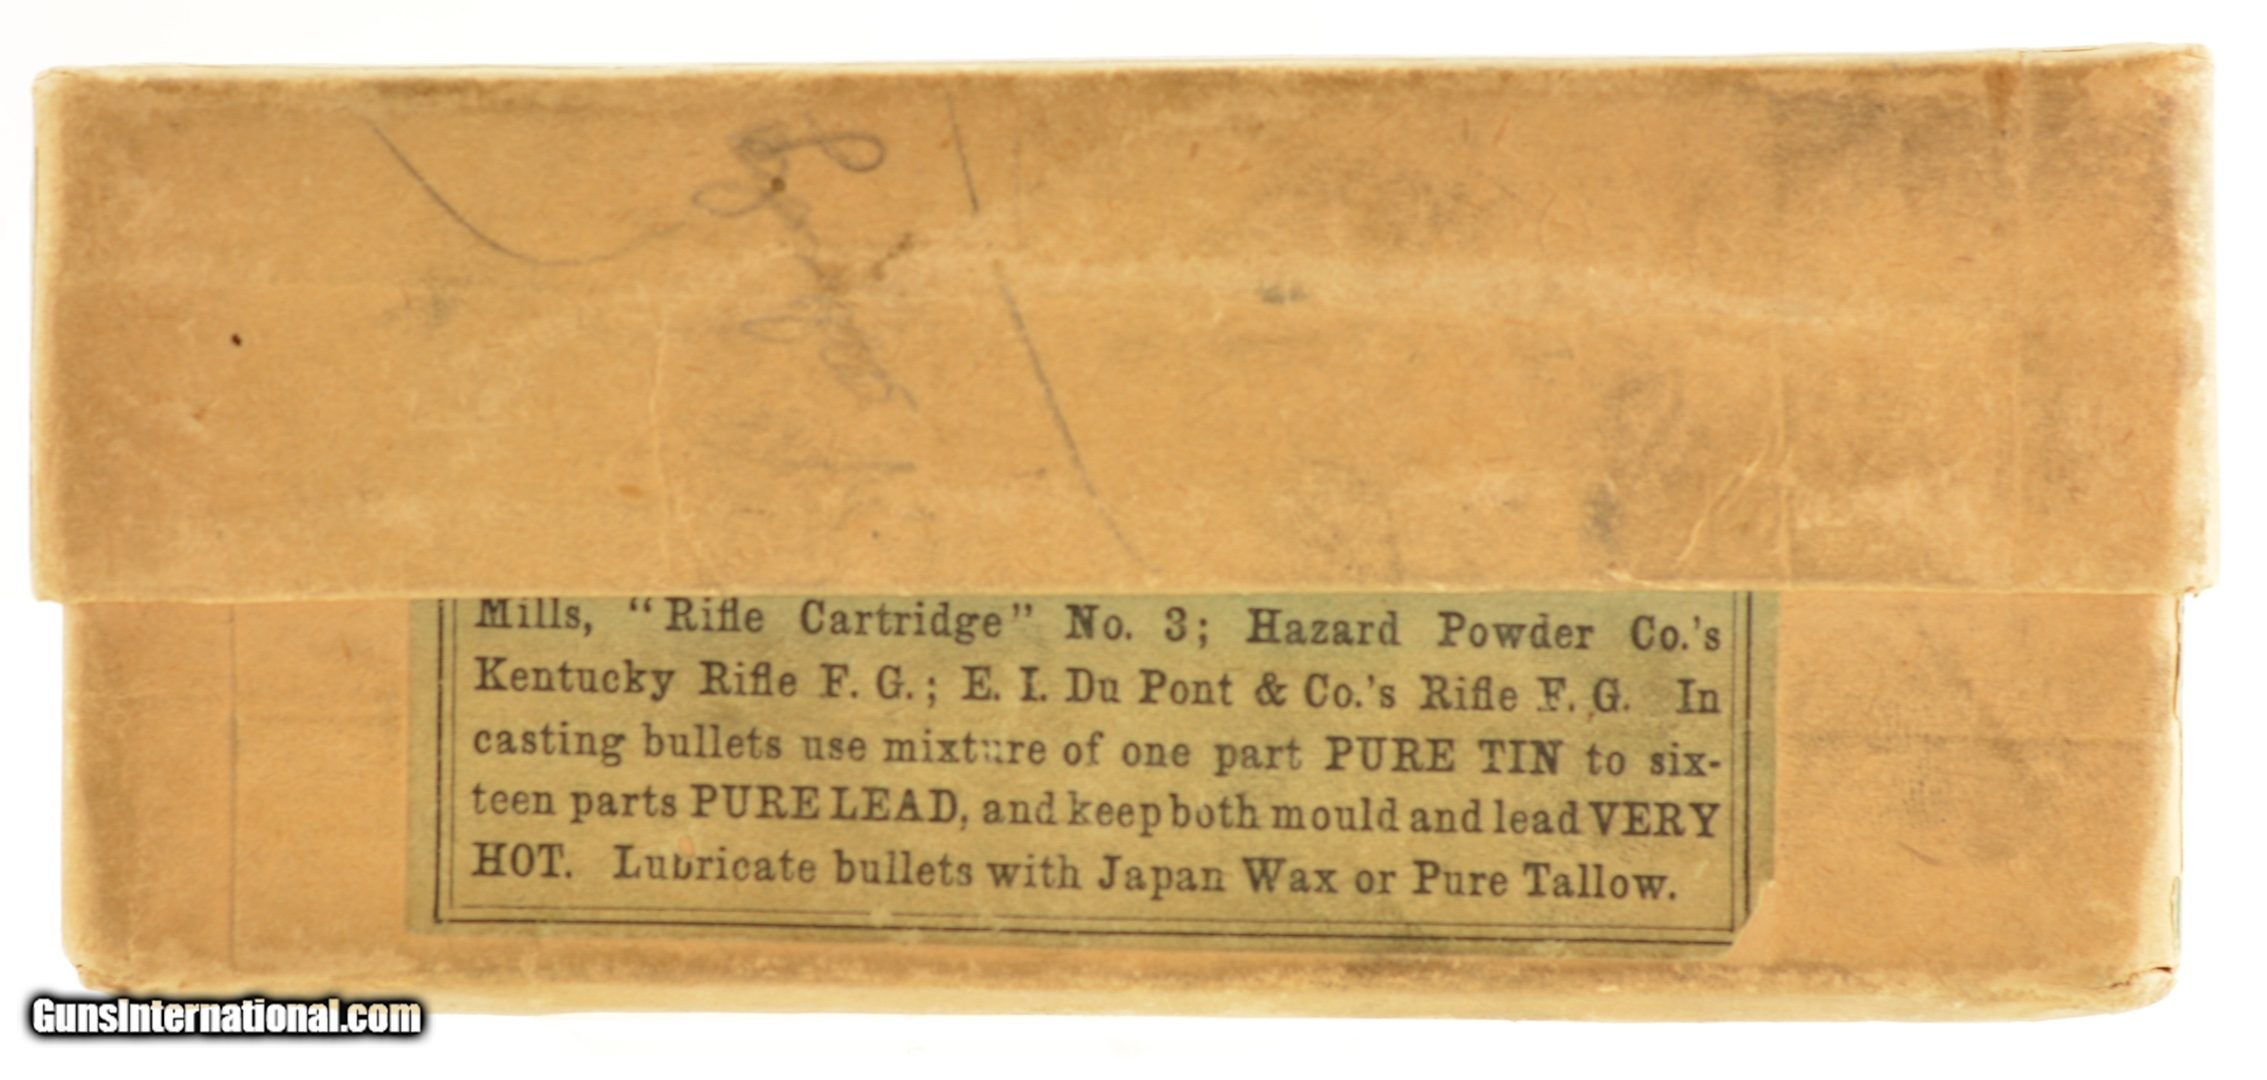 Mills, "Rifle Cartridge" No. 3; Hazard Powder Co.'s
Kentucky Rifle F. G.; E. I. Du Pont & Co.'s Rifle F. G. In
casting bullets use mixture of one part PURE TIN to six-
teen parts PURE LEAD, and keep both mould and lead VERY
HOT. Lubricate bullets with Japan Wax or Pure Tallow.
GunsInternational.com